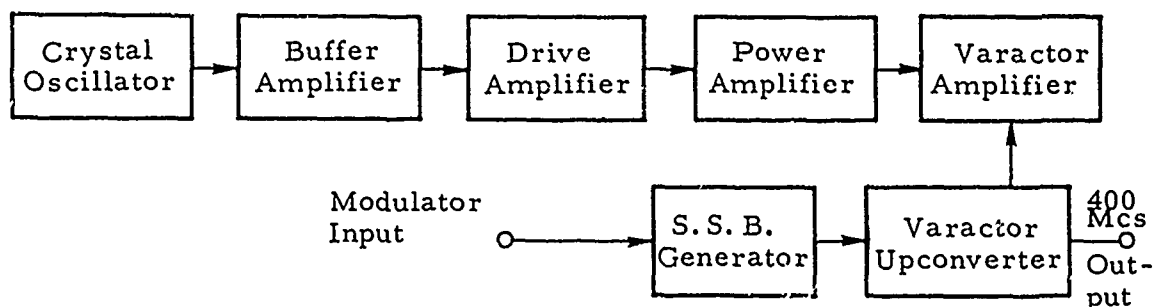 Crystal
Oscillator
Buffer
Amplifier
Drive
Amplifier
Power
Amplifier
Varactor
Amplifier
Modulator
Input
S. S. B.
Generator
Varactor
Upconverter
400
Mcs
Out-
put